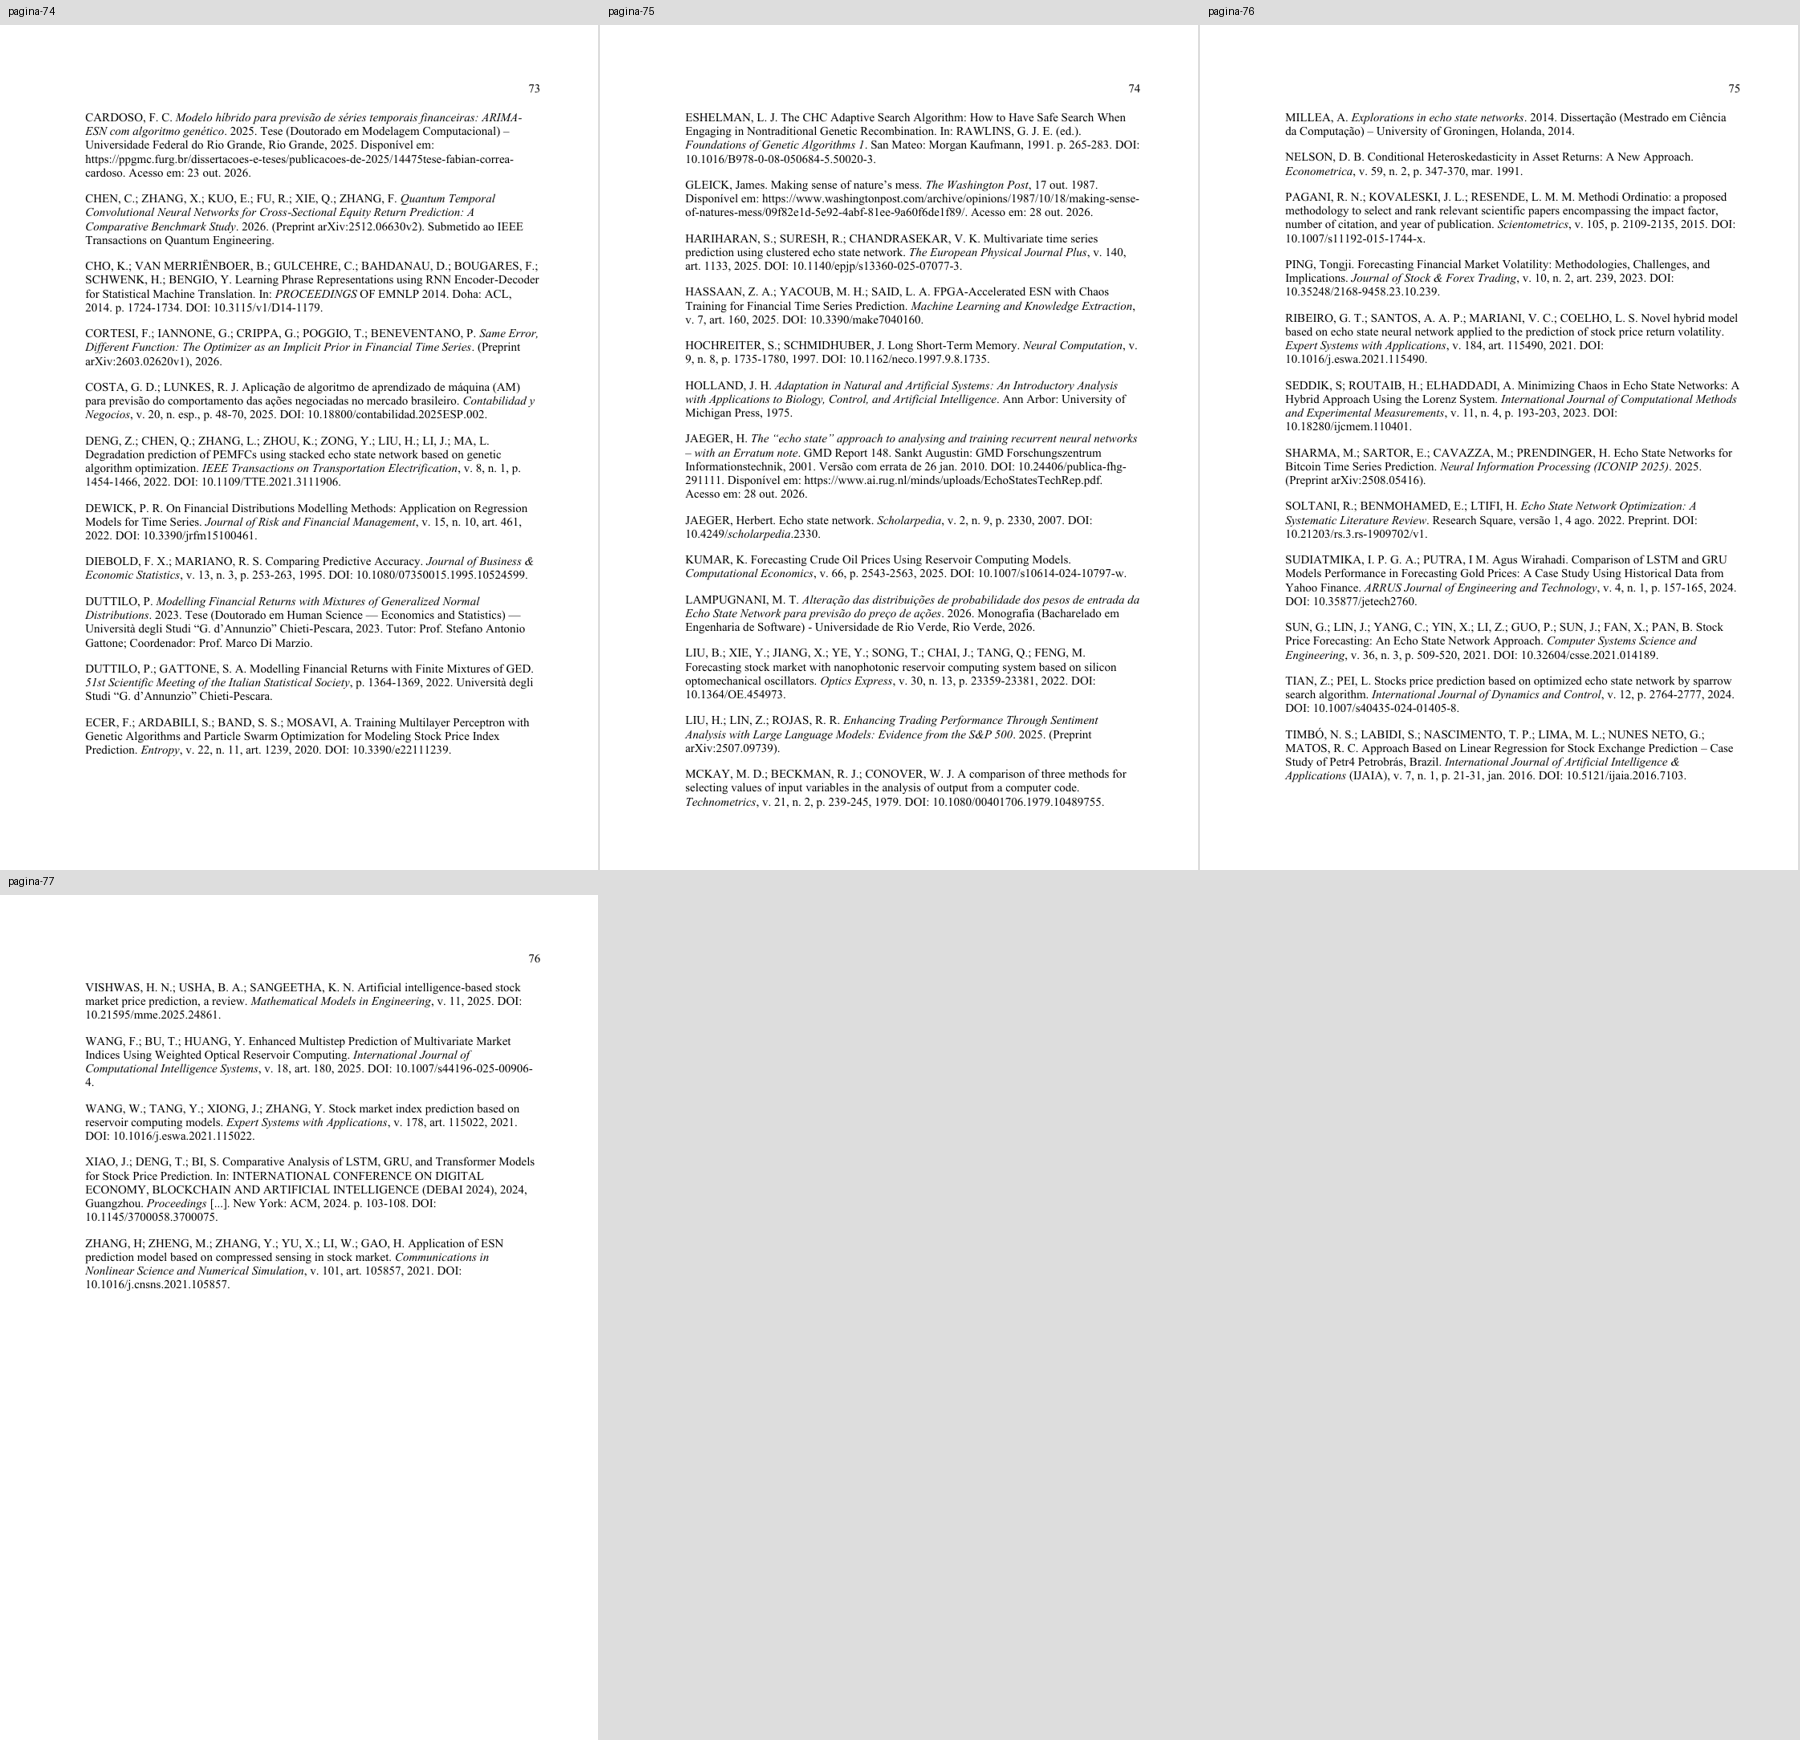 pagina-74
73
CARDOSO, F. C. Modelo híbrido para previsão de séries temporais financeiras: ARIMA-
ESN com algoritmo genético. 2025. Tese (Doutorado em Modelagem Computacional) –
Universidade Federal do Rio Grande, Rio Grande, 2025. Disponível em:
https://ppgmc.furg.br/dissertacoes-e-teses/publicacoes-de-2025/14475tese-fabian-correa-
cardoso. Acesso em: 23 out. 2026.
CHEN, C.; ZHANG, X.; KUO, E.; FU, R.; XIE, Q.; ZHANG, F. Quantum Temporal
Convolutional Neural Networks for Cross-Sectional Equity Return Prediction: A
Comparative Benchmark Study. 2026. (Preprint arXiv:2512.06630v2). Submetido ao IEEE
Transactions on Quantum Engineering.
CHO, K.; VAN MERRIËNBOER, B.; GULCEHRE, C.; BAHDANAU, D.; BOUGARES, F.;
SCHWENK, H.; BENGIO, Y. Learning Phrase Representations using RNN Encoder-Decoder
for Statistical Machine Translation. In: PROCEEDINGS OF EMNLP 2014. Doha: ACL,
2014. p. 1724-1734. DOI: 10.3115/v1/D14-1179.
CORTESI, F.; IANNONE, G.; CRIPPA, G.; POGGIO, T.; BENEVENTANO, P. Same Error,
Different Function: The Optimizer as an Implicit Prior in Financial Time Series. (Preprint
arXiv:2603.02620v1), 2026.
COSTA, G. D.; LUNKES, R. J. Aplicação de algoritmo de aprendizado de máquina (AM)
para previsão do comportamento das ações negociadas no mercado brasileiro. Contabilidad y
Negocios, v. 20, n. esp., p. 48-70, 2025. DOI: 10.18800/contabilidad.2025ESP.002.
DENG, Z.; CHEN, Q.; ZHANG, L.; ZHOU, K.; ZONG, Y.; LIU, H.; LI, J.; MA, L.
Degradation prediction of PEMFCs using stacked echo state network based on genetic
algorithm optimization. IEEE Transactions on Transportation Electrification, v. 8, n. 1, p.
1454-1466, 2022. DOI: 10.1109/TTE.2021.3111906.
DEWICK, P. R. On Financial Distributions Modelling Methods: Application on Regression
Models for Time Series. Journal of Risk and Financial Management, v. 15, n. 10, art. 461,
2022. DOI: 10.3390/jrfm15100461.
DIEBOLD, F. X.; MARIANO, R. S. Comparing Predictive Accuracy. Journal of Business &
Economic Statistics, v. 13, n. 3, p. 253-263, 1995. DOI: 10.1080/07350015.1995.10524599.
DUTTILO, P. Modelling Financial Returns with Mixtures of Generalized Normal
Distributions. 2023. Tese (Doutorado em Human Science — Economics and Statistics) —
Università degli Studi “G. d’Annunzio” Chieti-Pescara, 2023. Tutor: Prof. Stefano Antonio
Gattone; Coordenador: Prof. Marco Di Marzio.
DUTTILO, P.; GATTONE, S. A. Modelling Financial Returns with Finite Mixtures of GED.
51st Scientific Meeting of the Italian Statistical Society, p. 1364-1369, 2022. Università degli
Studi “G. d’Annunzio” Chieti-Pescara.
ECER, F.; ARDABILI, S.; BAND, S. S.; MOSAVI, A. Training Multilayer Perceptron with
Genetic Algorithms and Particle Swarm Optimization for Modeling Stock Price Index
Prediction. Entropy, v. 22, n. 11, art. 1239, 2020. DOI: 10.3390/e22111239.
pagina-75
74
ESHELMAN, L. J. The CHC Adaptive Search Algorithm: How to Have Safe Search When
Engaging in Nontraditional Genetic Recombination. In: RAWLINS, G. J. E. (ed.).
Foundations of Genetic Algorithms 1. San Mateo: Morgan Kaufmann, 1991. p. 265-283. DOI:
10.1016/B978-0-08-050684-5.50020-3.
GLEICK, James. Making sense of nature’s mess. The Washington Post, 17 out. 1987.
Disponível em: https://www.washingtonpost.com/archive/opinions/1987/10/18/making-sense-
of-natures-mess/09f82e1d-5e92-4abf-81ee-9a60f6de1f89/. Acesso em: 28 out. 2026.
HARIHARAN, S.; SURESH, R.; CHANDRASEKAR, V. K. Multivariate time series
prediction using clustered echo state network. The European Physical Journal Plus, v. 140,
art. 1133, 2025. DOI: 10.1140/epjp/s13360-025-07077-3.
HASSAAN, Z. A.; YACOUB, M. H.; SAID, L. A. FPGA-Accelerated ESN with Chaos
Training for Financial Time Series Prediction. Machine Learning and Knowledge Extraction,
v. 7, art. 160, 2025. DOI: 10.3390/make7040160.
HOCHREITER, S.; SCHMIDHUBER, J. Long Short-Term Memory. Neural Computation, v.
9, n. 8, p. 1735-1780, 1997. DOI: 10.1162/neco.1997.9.8.1735.
HOLLAND, J. H. Adaptation in Natural and Artificial Systems: An Introductory Analysis
with Applications to Biology, Control, and Artificial Intelligence. Ann Arbor: University of
Michigan Press, 1975.
JAEGER, H. The “echo state” approach to analysing and training recurrent neural networks
– with an Erratum note. GMD Report 148. Sankt Augustin: GMD Forschungszentrum
Informationstechnik, 2001. Versão com errata de 26 jan. 2010. DOI: 10.24406/publica-fhg-
291111. Disponível em: https://www.ai.rug.nl/minds/uploads/EchoStatesTechRep.pdf.
Acesso em: 28 out. 2026.
JAEGER, Herbert. Echo state network. Scholarpedia, v. 2, n. 9, p. 2330, 2007. DOI:
10.4249/scholarpedia.2330.
KUMAR, K. Forecasting Crude Oil Prices Using Reservoir Computing Models.
Computational Economics, v. 66, p. 2543-2563, 2025. DOI: 10.1007/s10614-024-10797-w.
LAMPUGNANI, M. T. Alteração das distribuições de probabilidade dos pesos de entrada da
Echo State Network para previsão do preço de ações. 2026. Monografia (Bacharelado em
Engenharia de Software) - Universidade de Rio Verde, Rio Verde, 2026.
LIU, B.; XIE, Y.; JIANG, X.; YE, Y.; SONG, T.; CHAI, J.; TANG, Q.; FENG, M.
Forecasting stock market with nanophotonic reservoir computing system based on silicon
optomechanical oscillators. Optics Express, v. 30, n. 13, p. 23359-23381, 2022. DOI:
10.1364/OE.454973.
LIU, H.; LIN, Z.; ROJAS, R. R. Enhancing Trading Performance Through Sentiment
Analysis with Large Language Models: Evidence from the S&P 500. 2025. (Preprint
arXiv:2507.09739).
MCKAY, M. D.; BECKMAN, R. J.; CONOVER, W. J. A comparison of three methods for
selecting values of input variables in the analysis of output from a computer code.
Technometrics, v. 21, n. 2, p. 239-245, 1979. DOI: 10.1080/00401706.1979.10489755.
pagina-76
75
MILLEA, A. Explorations in echo state networks. 2014. Dissertação (Mestrado em Ciência
da Computação) – University of Groningen, Holanda, 2014.
NELSON, D. B. Conditional Heteroskedasticity in Asset Returns: A New Approach.
Econometrica, v. 59, n. 2, p. 347-370, mar. 1991.
PAGANI, R. N.; KOVALESKI, J. L.; RESENDE, L. M. M. Methodi Ordinatio: a proposed
methodology to select and rank relevant scientific papers encompassing the impact factor,
number of citation, and year of publication. Scientometrics, v. 105, p. 2109-2135, 2015. DOI:
10.1007/s11192-015-1744-x.
PING, Tongji. Forecasting Financial Market Volatility: Methodologies, Challenges, and
Implications. Journal of Stock & Forex Trading, v. 10, n. 2, art. 239, 2023. DOI:
10.35248/2168-9458.23.10.239.
RIBEIRO, G. T.; SANTOS, A. A. P.; MARIANI, V. C.; COELHO, L. S. Novel hybrid model
based on echo state neural network applied to the prediction of stock price return volatility.
Expert Systems with Applications, v. 184, art. 115490, 2021. DOI:
10.1016/j.eswa.2021.115490.
SEDDIK, S; ROUTAIB, H.; ELHADDADI, A. Minimizing Chaos in Echo State Networks: A
Hybrid Approach Using the Lorenz System. International Journal of Computational Methods
and Experimental Measurements, v. 11, n. 4, p. 193-203, 2023. DOI:
10.18280/ijcmem.110401.
SHARMA, M.; SARTOR, E.; CAVAZZA, M.; PRENDINGER, H. Echo State Networks for
Bitcoin Time Series Prediction. Neural Information Processing (ICONIP 2025). 2025.
(Preprint arXiv:2508.05416).
SOLTANI, R.; BENMOHAMED, E.; LTIFI, H. Echo State Network Optimization: A
Systematic Literature Review. Research Square, versão 1, 4 ago. 2022. Preprint. DOI:
10.21203/rs.3.rs-1909702/v1.
SUDIATMIKA, I. P. G. A.; PUTRA, I M. Agus Wirahadi. Comparison of LSTM and GRU
Models Performance in Forecasting Gold Prices: A Case Study Using Historical Data from
Yahoo Finance. ARRUS Journal of Engineering and Technology, v. 4, n. 1, p. 157-165, 2024.
DOI: 10.35877/jetech2760.
SUN, G.; LIN, J.; YANG, C.; YIN, X.; LI, Z.; GUO, P.; SUN, J.; FAN, X.; PAN, B. Stock
Price Forecasting: An Echo State Network Approach. Computer Systems Science and
Engineering, v. 36, n. 3, p. 509-520, 2021. DOI: 10.32604/csse.2021.014189.
TIAN, Z.; PEI, L. Stocks price prediction based on optimized echo state network by sparrow
search algorithm. International Journal of Dynamics and Control, v. 12, p. 2764-2777, 2024.
DOI: 10.1007/s40435-024-01405-8.
TIMBÓ, N. S.; LABIDI, S.; NASCIMENTO, T. P.; LIMA, M. L.; NUNES NETO, G.;
MATOS, R. C. Approach Based on Linear Regression for Stock Exchange Prediction – Case
Study of Petr4 Petrobrás, Brazil. International Journal of Artificial Intelligence &
Applications (IJAIA), v. 7, n. 1, p. 21-31, jan. 2016. DOI: 10.5121/ijaia.2016.7103.
pagina-77
76
VISHWAS, H. N.; USHA, B. A.; SANGEETHA, K. N. Artificial intelligence-based stock
market price prediction, a review. Mathematical Models in Engineering, v. 11, 2025. DOI:
10.21595/mme.2025.24861.
WANG, F.; BU, T.; HUANG, Y. Enhanced Multistep Prediction of Multivariate Market
Indices Using Weighted Optical Reservoir Computing. International Journal of
Computational Intelligence Systems, v. 18, art. 180, 2025. DOI: 10.1007/s44196-025-00906-
4.
WANG, W.; TANG, Y.; XIONG, J.; ZHANG, Y. Stock market index prediction based on
reservoir computing models. Expert Systems with Applications, v. 178, art. 115022, 2021.
DOI: 10.1016/j.eswa.2021.115022.
XIAO, J.; DENG, T.; BI, S. Comparative Analysis of LSTM, GRU, and Transformer Models
for Stock Price Prediction. In: INTERNATIONAL CONFERENCE ON DIGITAL
ECONOMY, BLOCKCHAIN AND ARTIFICIAL INTELLIGENCE (DEBAI 2024), 2024,
Guangzhou. Proceedings [...]. New York: ACM, 2024. p. 103-108. DOI:
10.1145/3700058.3700075.
ZHANG, H; ZHENG, M.; ZHANG, Y.; YU, X.; LI, W.; GAO, H. Application of ESN
prediction model based on compressed sensing in stock market. Communications in
Nonlinear Science and Numerical Simulation, v. 101, art. 105857, 2021. DOI:
10.1016/j.cnsns.2021.105857.